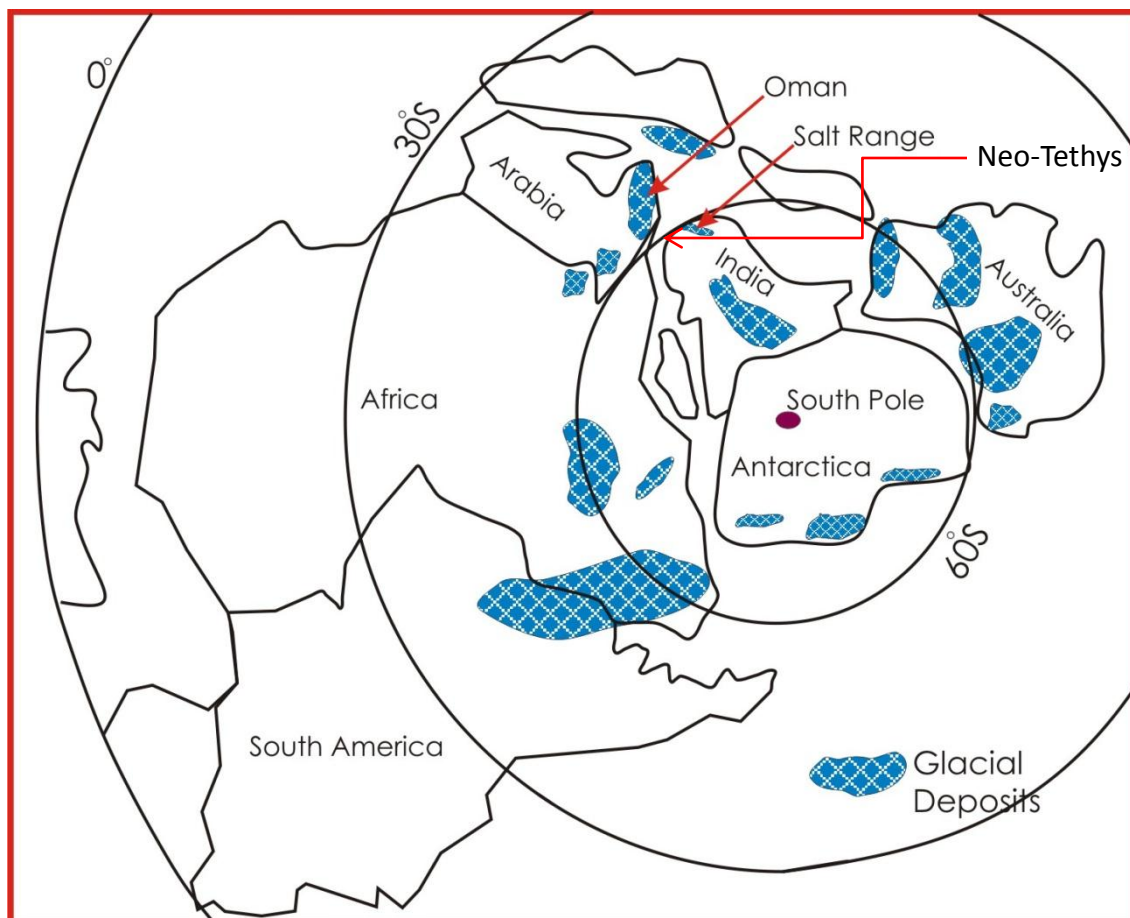 0°
30°S
Oman
Salt Range
Neo-Tethys
Arabia
India
Australia
Africa
South Pole
Antarctica
60°S
South America
Glacial
Deposits